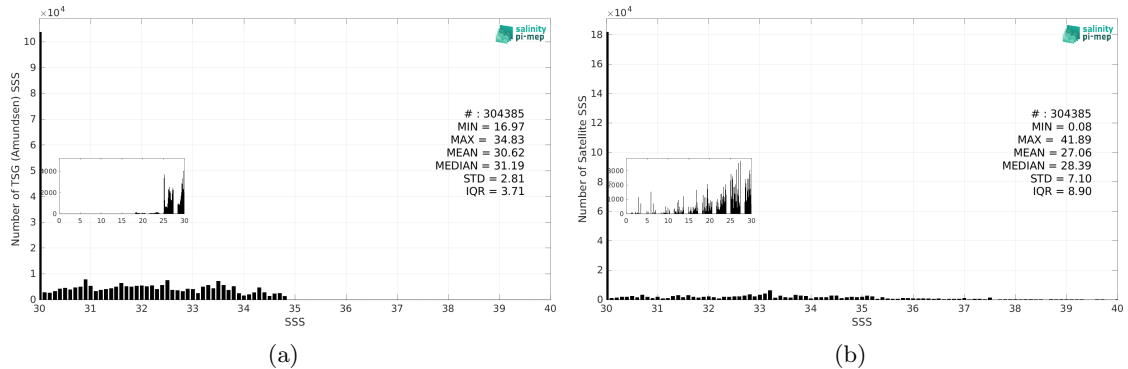 ×10⁴
salinity
pi-mep
10
9
8
7
6
5
4
3
2
1
0
Number of TSG (Amundsen) SSS
# : 304385
MIN = 16.97
MAX = 34.83
MEAN = 30.62
MEDIAN = 31.19
STD = 2.81
IQR = 3.71
4000
2000
0
0 5 10 15 20 25 30
30 31 32 33 34 35 36 37 38 39 40
SSS
(a)
×10⁴
salinity
pi-mep
18
16
14
12
10
8
6
4
2
0
Number of Satellite SSS
# : 304385
MIN = 0.08
MAX = 41.89
MEAN = 27.06
MEDIAN = 28.39
STD = 7.10
IQR = 8.90
3000
2000
1000
0
0 5 10 15 20 25 30
30 31 32 33 34 35 36 37 38 39 40
SSS
(b)